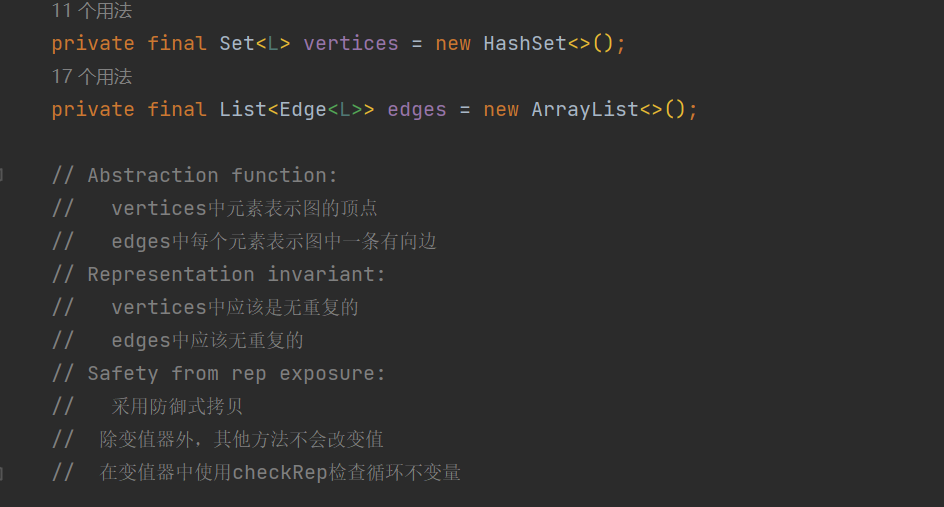 11 个用法
private final Set<L> vertices = new HashSet<>();
17 个用法
private final List<Edge<L>> edges = new ArrayList<>();
// Abstraction function:
//   vertices中元素表示图的顶点
//   edges中每个元素表示图中一条有向边
// Representation invariant:
//   vertices中应该是无重复的
//   edges中应该无重复的
// Safety from rep exposure:
//   采用防御式拷贝
//  除变值器外，其他方法不会改变值
//  在变值器中使用checkRep检查循环不变量